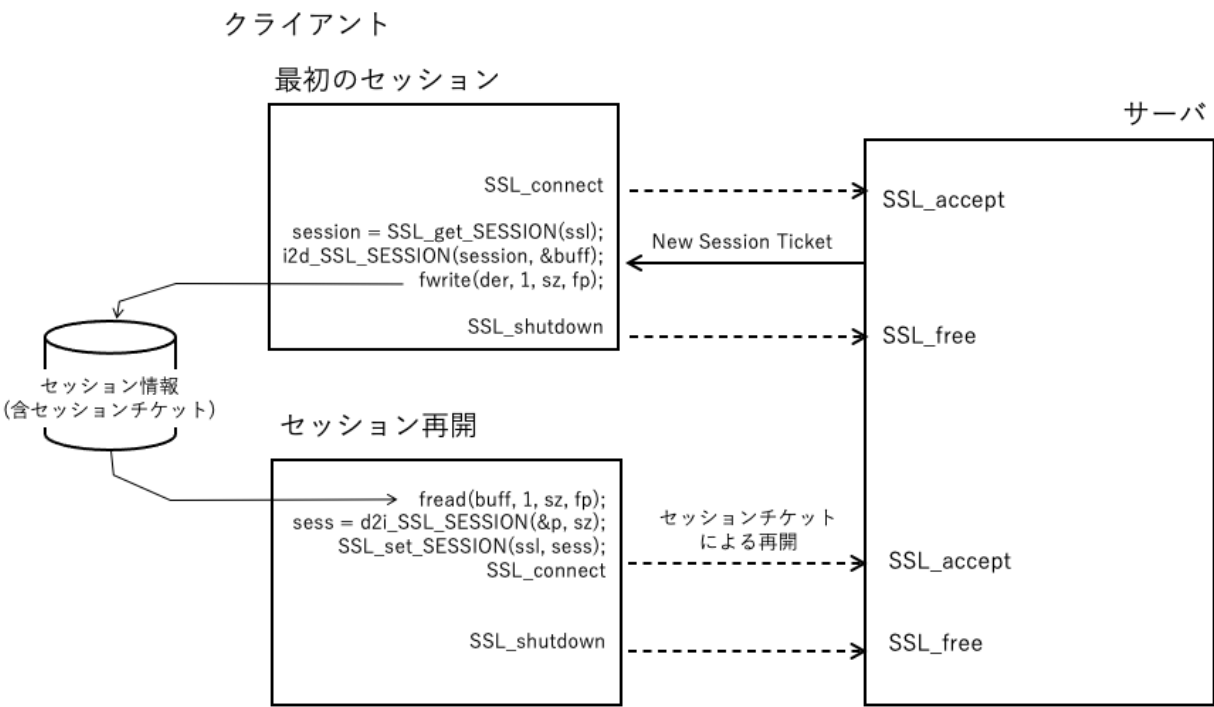 クライアント
最初のセッション
サーバ
SSL_connect
SSL_accept
session = SSL_get_SESSION(ssl);
i2d_SSL_SESSION(session, &buff);
fwrite(der, 1, sz, fp);
New Session Ticket
SSL_shutdown
SSL_free
セッション情報
(含セッションチケット)
セッション再開
fread(buff, 1, sz, fp);
sess = d2i_SSL_SESSION(&p, sz);
SSL_set_SESSION(ssl, sess);
SSL_connect
セッションチケット
による再開
SSL_accept
SSL_shutdown
SSL_free